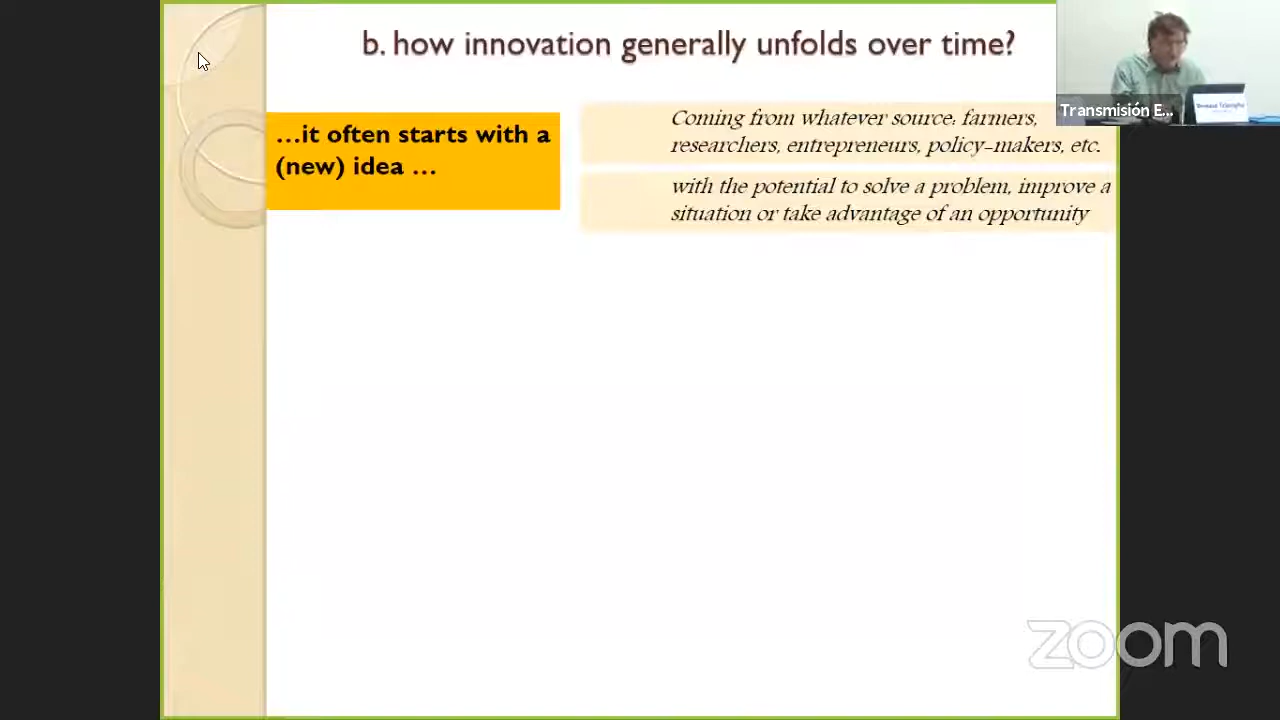 b. how innovation generally unfolds over time?
…it often starts with a
(new) idea …
Coming from whatever source: farmers,
researchers, entrepreneurs, policy-makers, etc.
with the potential to solve a problem, improve a
situation or take advantage of an opportunity
Transmisión E...
zoom